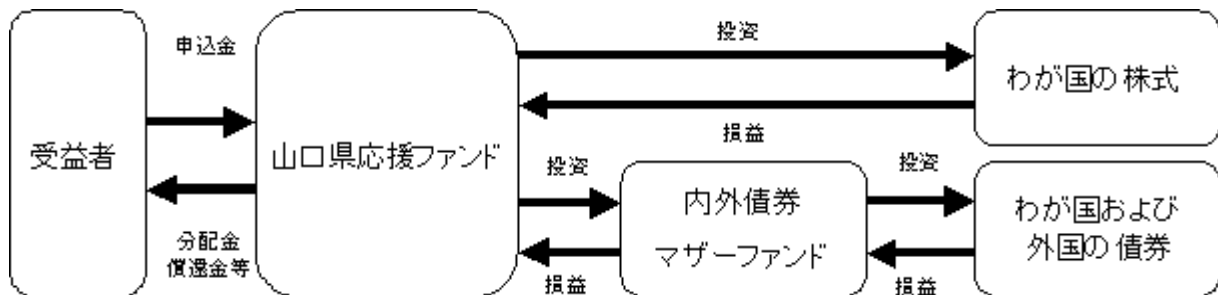 申込金
受益者
分配金
償還金等
山口県応援ファンド
投資
損益
わが国の株式
投資
損益
内外債券
マザーファンド
投資
損益
わが国および
外国の債券